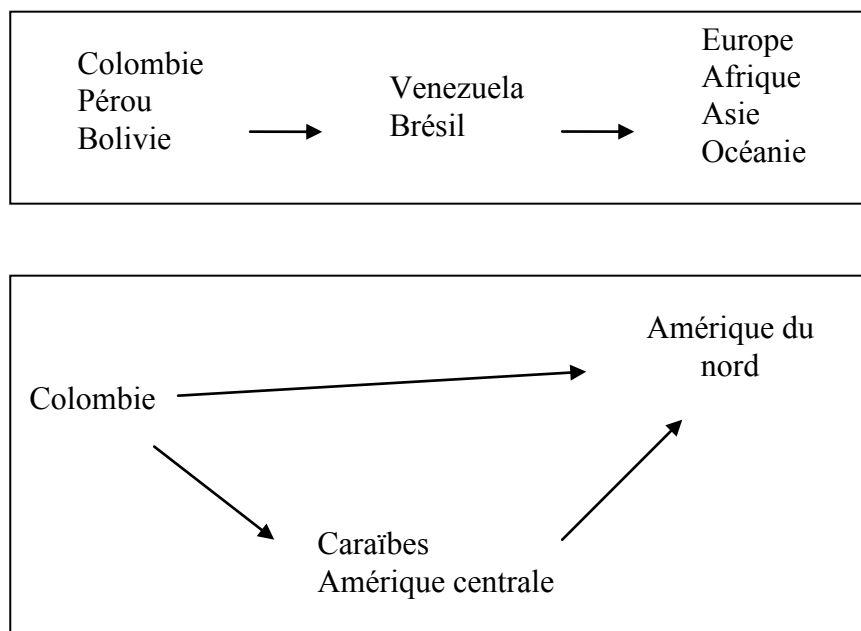 Colombie
Pérou
Bolivie
Venezuela
Brésil
Europe
Afrique
Asie
Océanie
Colombie
Amérique du
nord
Caraïbes
Amérique centrale